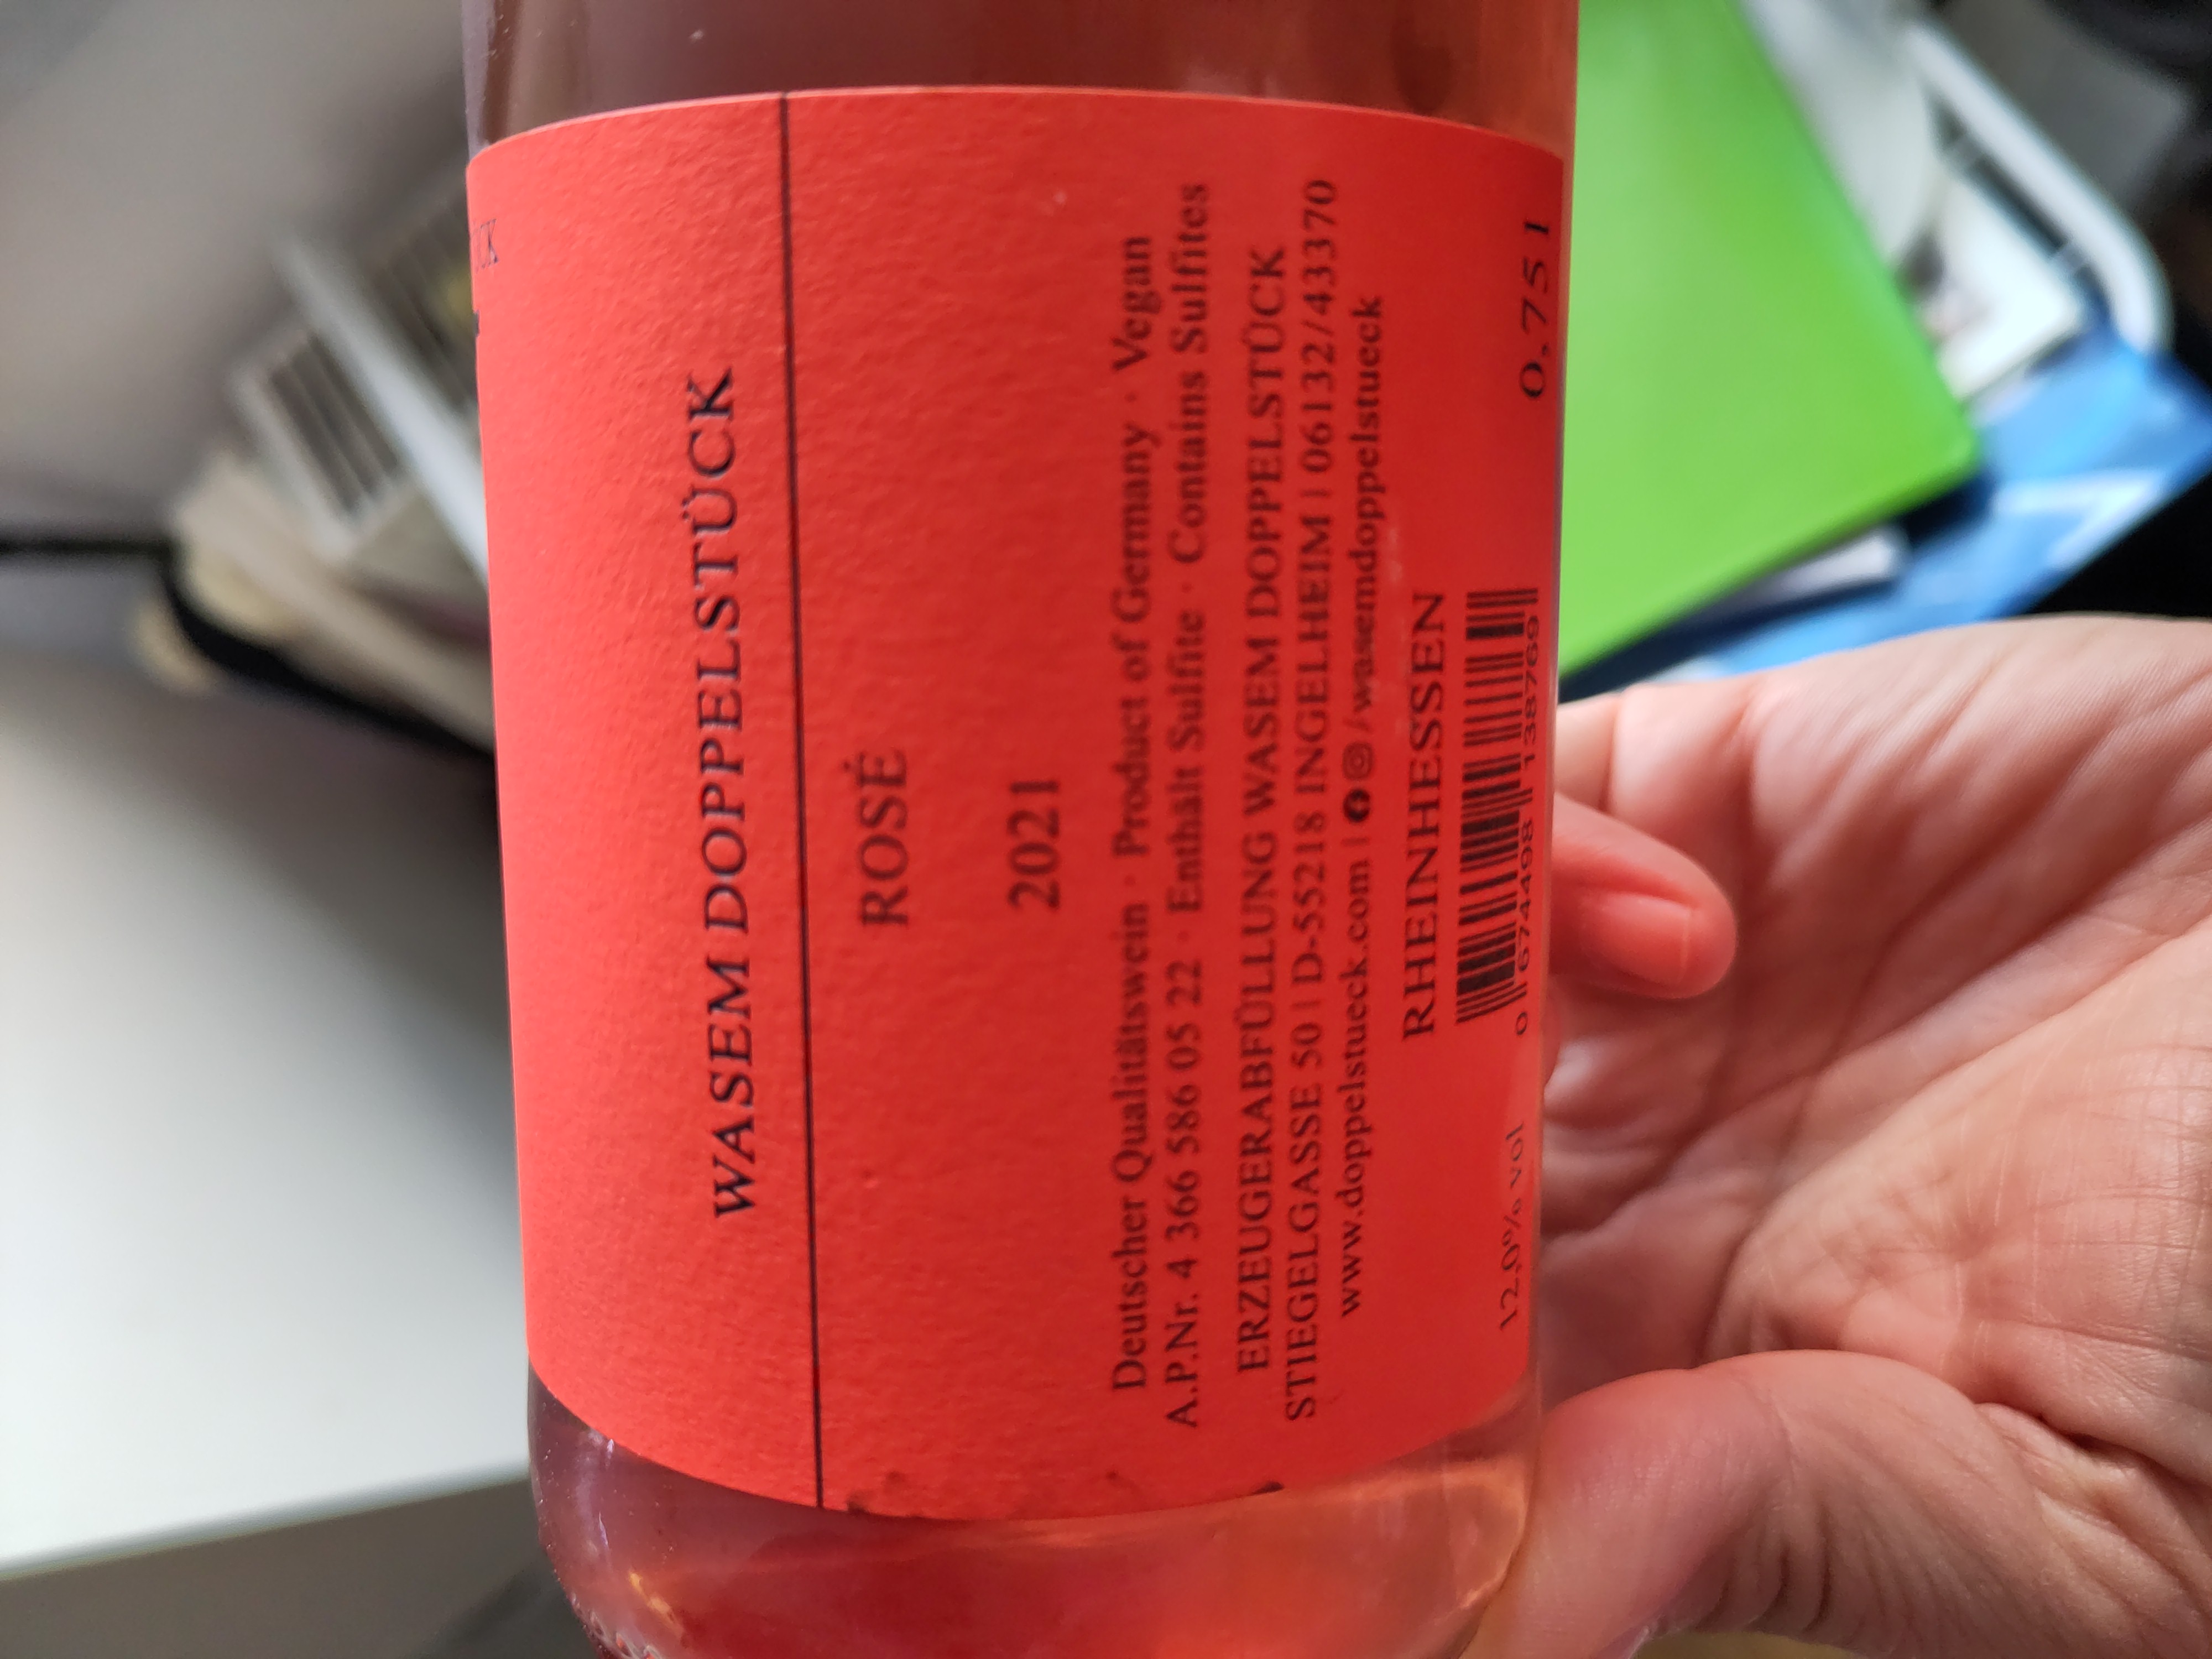 WASEM DOPPELSTÜCK
ROSÉ
2021
Deutscher Qualitätswein · Product of Germany · Vegan
A.P.Nr. 4 366 586 05 22 · Enthält Sulfite · Contains Sulfites
ERZEUGERABFÜLLUNG WASEM DOPPELSTÜCK
STIEGELGASSE 50 | D-55218 INGELHEIM | 06132/43370
www.doppelstueck.com | /wasemdoppelstueck
RHEINHESSEN
12,0% vol
0 674498 138769
0,75 l